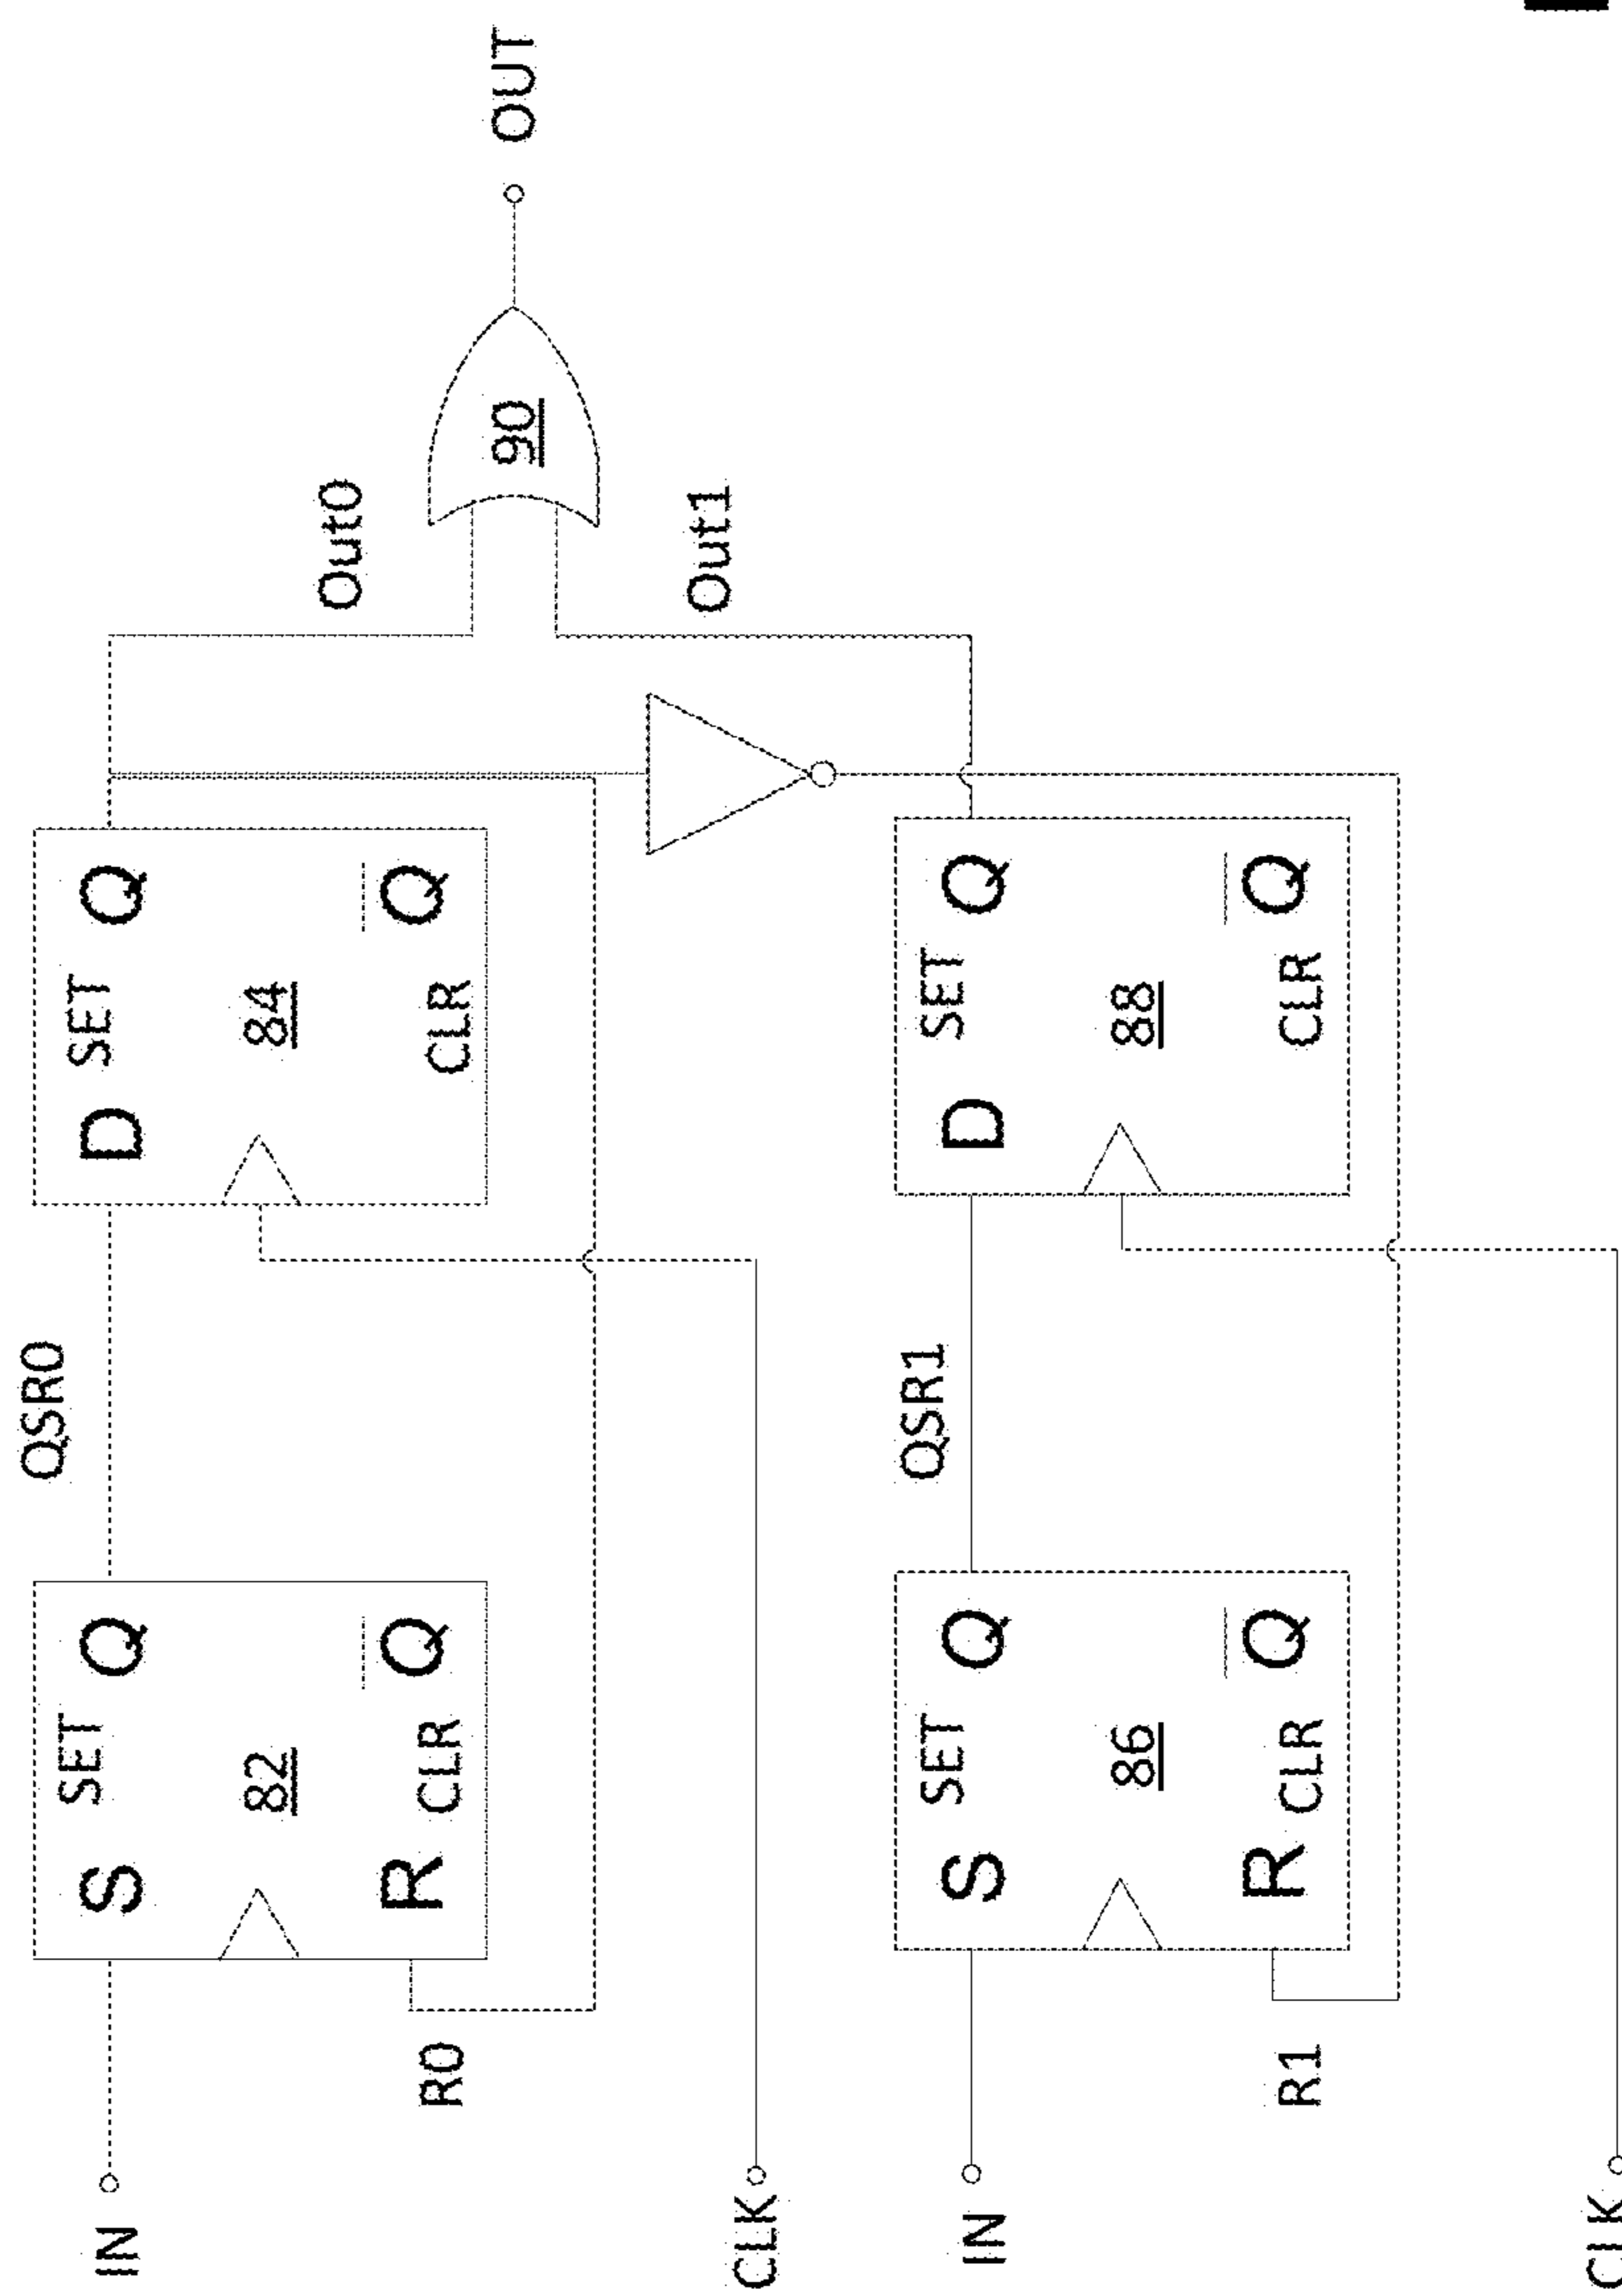 IN
S SET Q
82
R CLR Q
R0
QSR0
D SET Q
84
Q
CLR
CLK
Out0
90
OUT
Out1
IN
S SET Q
86
R CLR Q
R1
QSR1
D SET Q
88
CLR Q
CLK